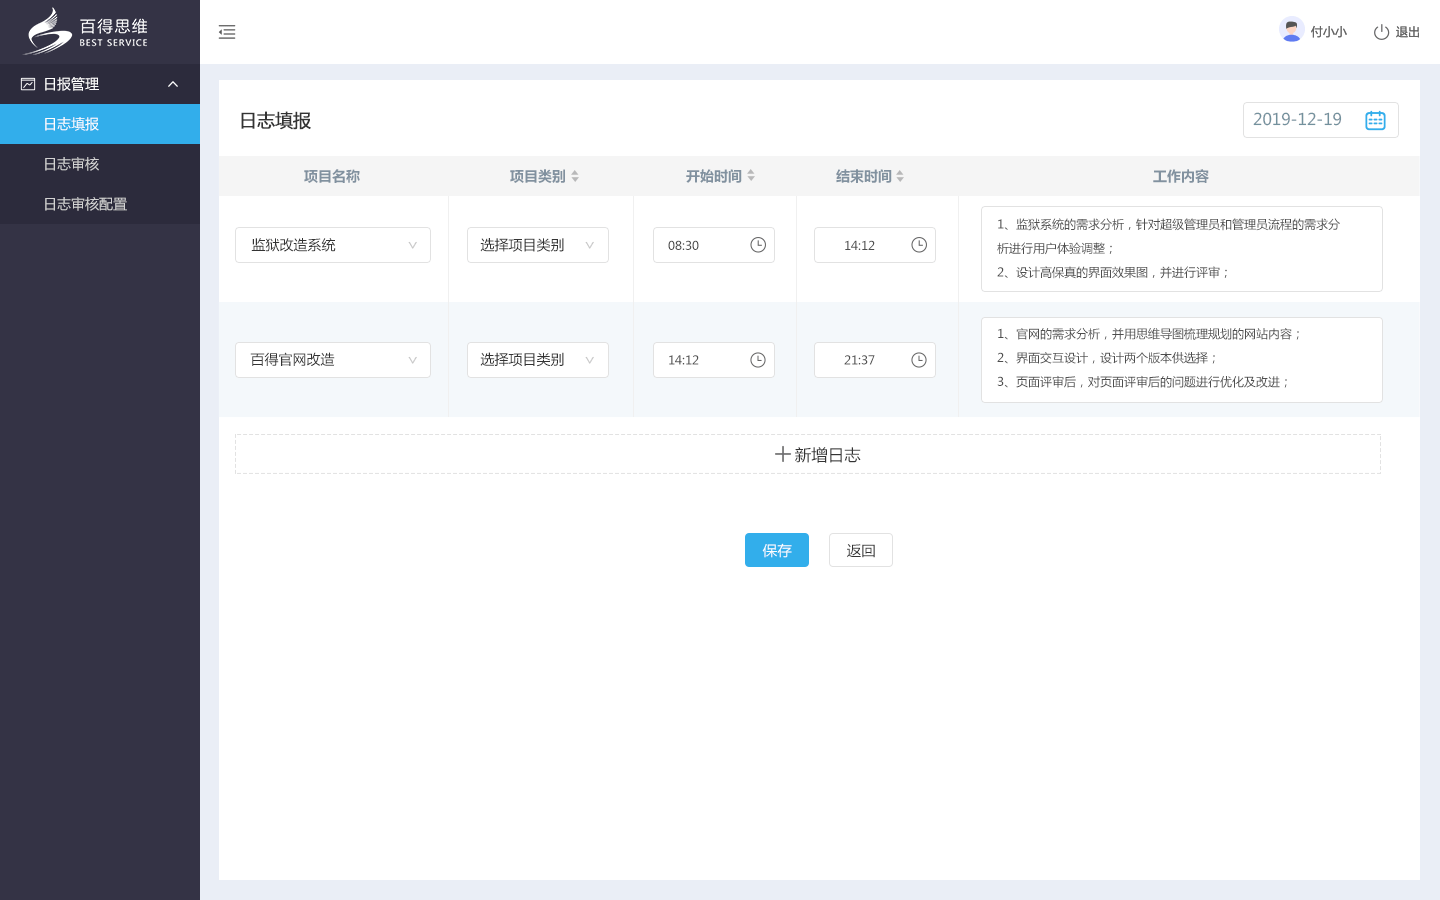 百得思维
BEST SERVICE
付小小
退出
日报管理
日志填报
日志审核
日志审核配置
日志填报
2019-12-19
项目名称 项目类别 开始时间 结束时间 工作内容
监狱改造系统 选择项目类别 08:30 14:12
1、监狱系统的需求分析，针对超级管理员和管理员流程的需求分
析进行用户体验调整；
2、设计高保真的界面效果图，并进行评审；
百得官网改造 选择项目类别 14:12 21:37
1、官网的需求分析，并用思维导图梳理规划的网站内容；
2、界面交互设计，设计两个版本供选择；
3、页面评审后，对页面评审后的问题进行优化及改进；
新增日志
保存 返回